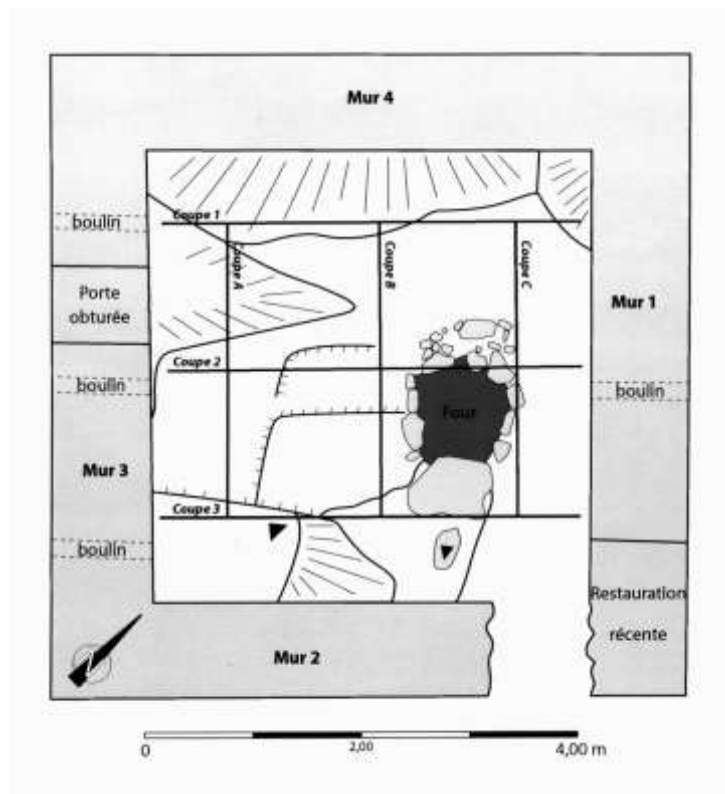 Mur 4
Coupe 1
boulin
Coupe A
Coupe B
Coupe C
Porte
obturée
Mur 1
Coupe 2
boulin
boulin
Four
Mur 3
Coupe 3
boulin
Restauration
récente
Mur 2
0
2,00
4,00 m